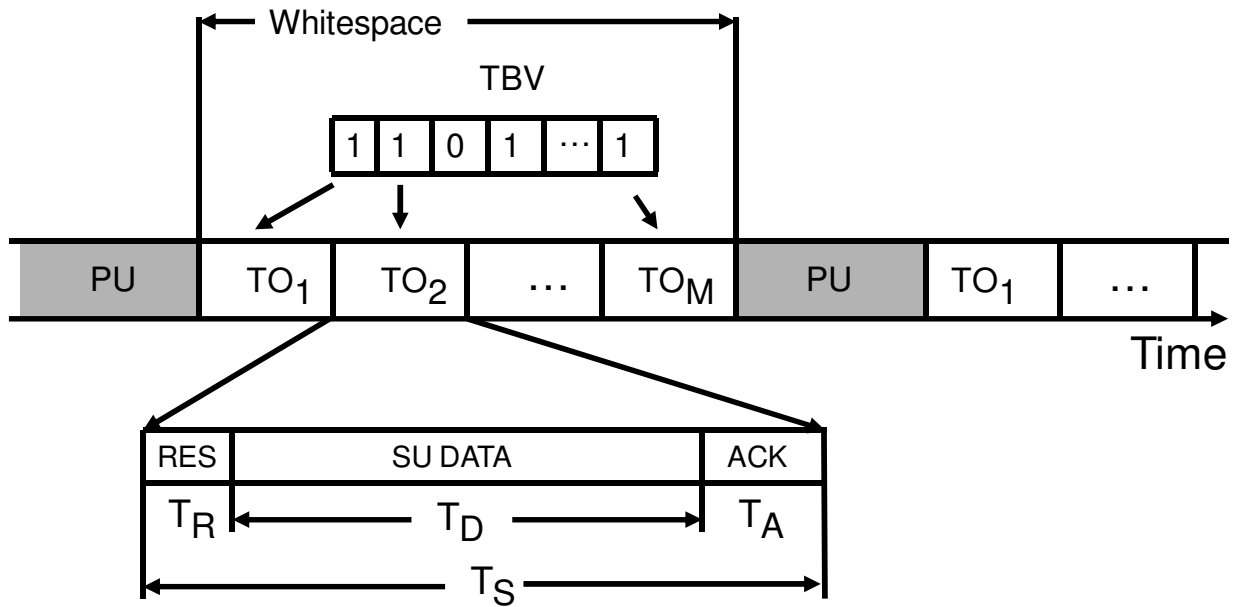 Whitespace
TBV
1 1 0 1 ... 1
PU TO1 TO2 ... TOM PU TO1 ...
Time
RES SU DATA ACK
TR TD TA
TS